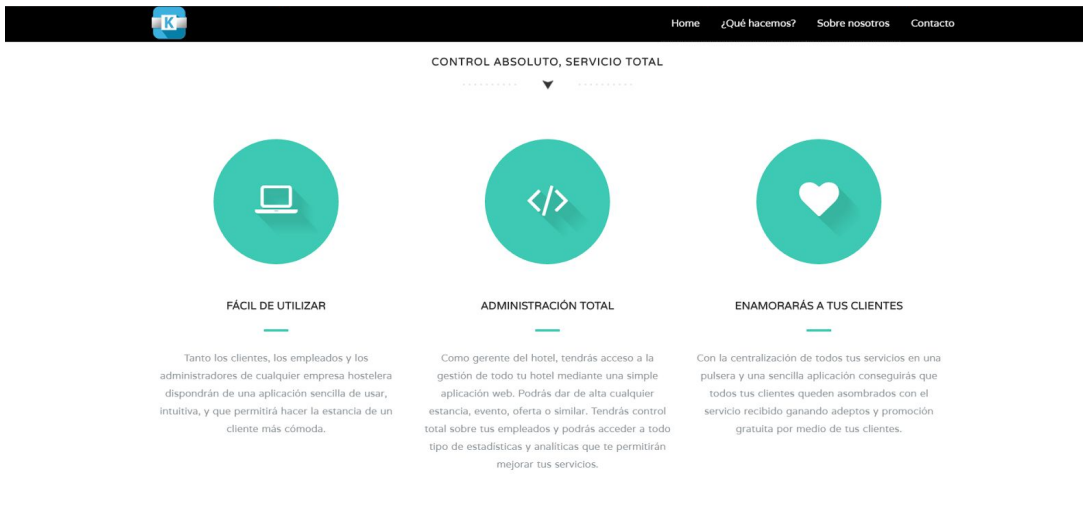 K
Home ¿Qué hacemos? Sobre nosotros Contacto
CONTROL ABSOLUTO, SERVICIO TOTAL
</>
FÁCIL DE UTILIZAR
Tanto los clientes, los empleados y los
administradores de cualquier empresa hostelera
dispondrán de una aplicación sencilla de usar,
intuitiva, y que permitirá hacer la estancia de un
cliente más cómoda.
ADMINISTRACIÓN TOTAL
Como gerente del hotel, tendrás acceso a la
gestión de todo tu hotel mediante una simple
aplicación web. Podrás dar de alta cualquier
estancia, evento, oferta o similar. Tendrás control
total sobre tus empleados y podrás acceder a todo
tipo de estadísticas y analíticas que te permitirán
mejorar tus servicios.
ENAMORARÁS A TUS CLIENTES
Con la centralización de todos tus servicios en una
pulsera y una sencilla aplicación conseguirás que
todos tus clientes queden asombrados con el
servicio recibido ganando adeptos y promoción
gratuita por medio de tus clientes.